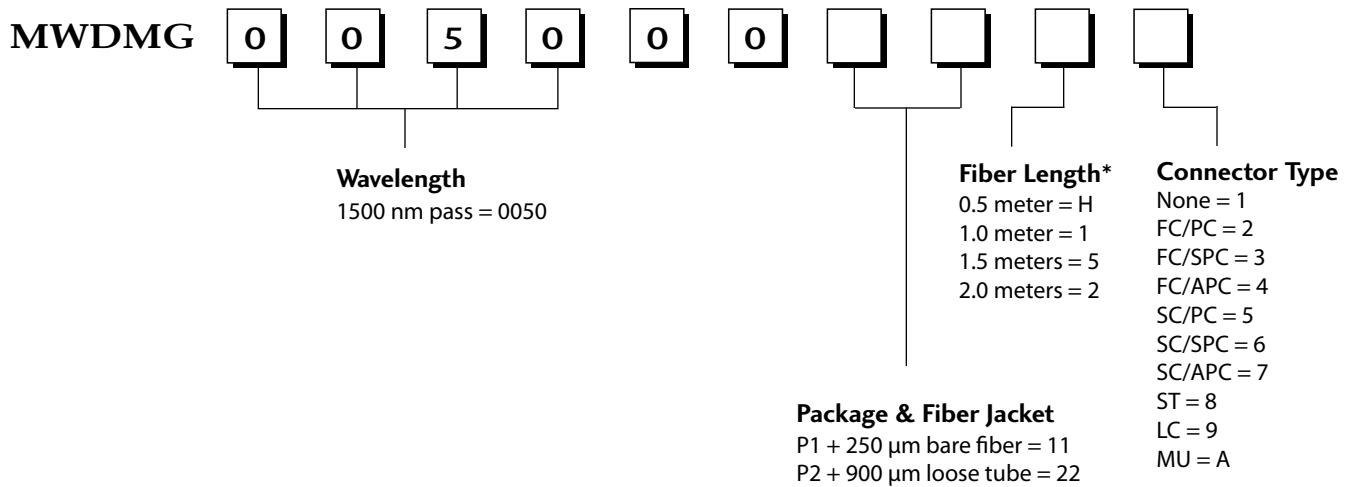 MWDMG 0 0 5 0 0 0
Wavelength
1500 nm pass = 0050
Package & Fiber Jacket
P1 + 250 µm bare fiber = 11
P2 + 900 µm loose tube = 22
Fiber Length*
0.5 meter = H
1.0 meter = 1
1.5 meters = 5
2.0 meters = 2
Connector Type
None = 1
FC/PC = 2
FC/SPC = 3
FC/APC = 4
SC/PC = 5
SC/SPC = 6
SC/APC = 7
ST = 8
LC = 9
MU = A